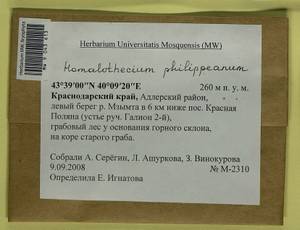 Herbarium Universitatis Mosquensis (MW)
Homalothecium philippeanum
43°39'00"N 40°09'20"E 260 м п. у. м.
Краснодарский край, Адлерский район,
левый берег р. Мзымта в 6 км ниже пос. Красная
Поляна (устье руч. Галион 2-й),
грабовый лес у основания горного склона,
на коре старого граба.
Собрали А. Серёгин, Л. Ашуркова, З. Винокурова
9.09.2008 № М-2310
Определила Е. Игнатова